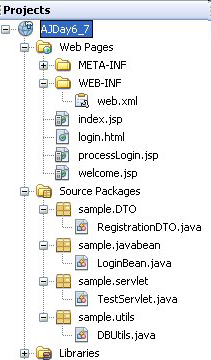 Projects
AJDay6_7
Web Pages
META-INF
WEB-INF
web.xml
index.jsp
login.html
processLogin.jsp
welcome.jsp
Source Packages
sample.DTO
RegistrationDTO.java
sample.javabean
LoginBean.java
sample.servlet
TestServlet.java
sample.utils
DBUtils.java
Libraries